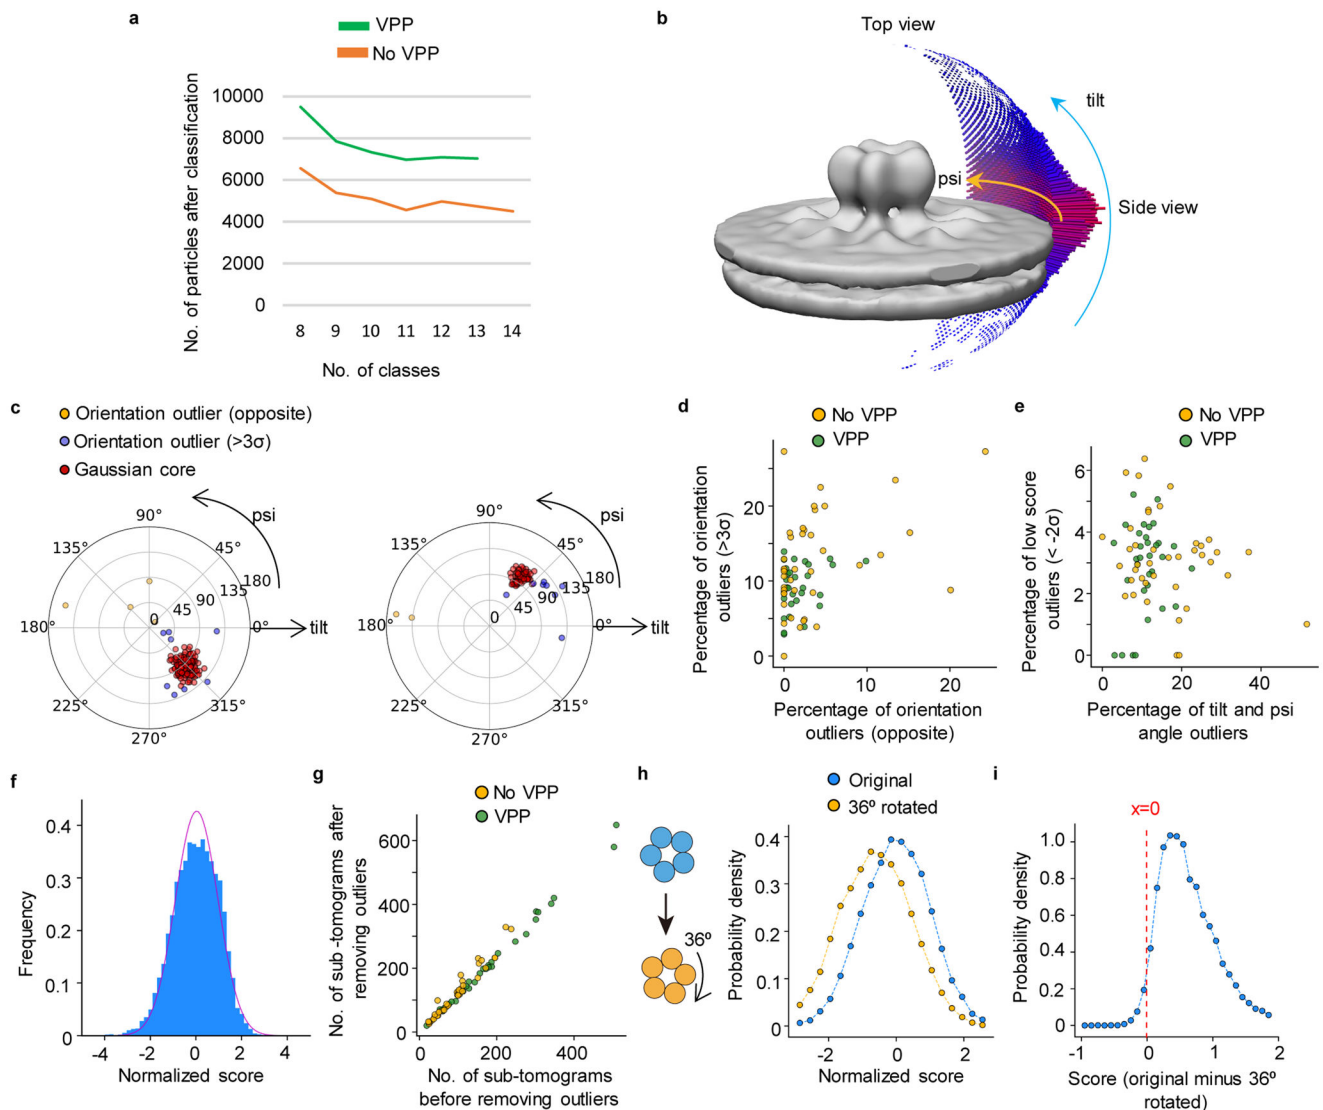 a
VPP
No VPP
No. of particles after classification
10000
8000
6000
4000
2000
0
8 9 10 11 12 13 14
No. of classes
b
Top view
tilt
psi
Side view
c
Orientation outlier (opposite)
Orientation outlier (>3σ)
Gaussian core
psi
90°
135° 45°
180
135
90
45
0
180° 0° tilt
225° 315°
270°
psi
90°
135° 45°
180
135
90
45
0
180° 0° tilt
225° 315°
270°
d
No VPP
VPP
Percentage of orientation
outliers (>3σ)
20
10
0
0 10 20
Percentage of orientation
outliers (opposite)
e
No VPP
VPP
Percentage of low score
outliers (< -2σ)
6
4
2
0
0 20 40
Percentage of tilt and psi
angle outliers
f
Frequency
0.4
0.3
0.2
0.1
0
-4 -2 0 2 4
Normalized score
g
No VPP
VPP
No. of sub -tomograms after
removing outliers
600
400
200
0
0 200 400
No. of sub-tomograms
before removing outliers
h
36º
Original
36º rotated
Probability density
0.4
0.3
0.2
0.1
0
-2 0 2
Normalized score
i
x=0
Probability density
1.0
0.8
0.6
0.4
0.2
0
-1 0 1 2
Score (original minus 36º
rotated)